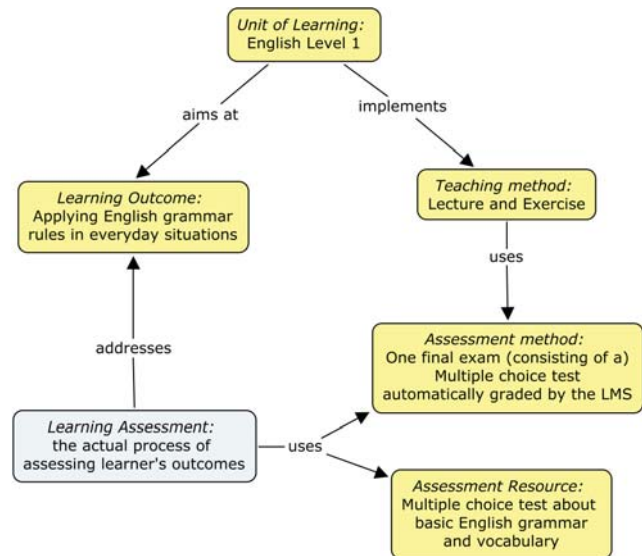 Unit of Learning:
English Level 1
aims at
implements
Learning Outcome:
Applying English grammar
rules in everyday situations
Teaching method:
Lecture and Exercise
uses
addresses
Assessment method:
One final exam (consisting of a)
Multiple choice test
automatically graded by the LMS
Learning Assessment:
the actual process of
assessing learner's outcomes
uses
Assessment Resource:
Multiple choice test about
basic English grammar
and vocabulary